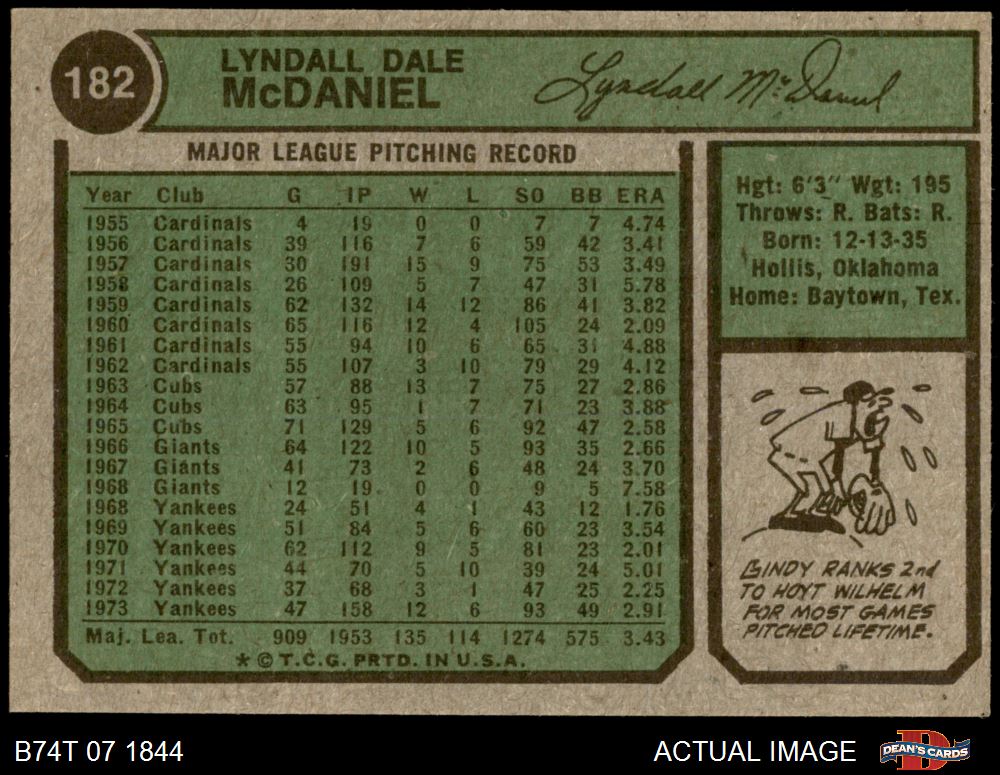 182
LYNDALL DALE
McDANIEL
Lyndall McDaniel
MAJOR LEAGUE PITCHING RECORD
Year Club G IP W L SO BB ERA
1955 Cardinals 4 19 0 0 7 7 4.74
1956 Cardinals 39 116 7 6 59 42 3.41
1957 Cardinals 30 191 15 9 75 53 3.49
1958 Cardinals 26 109 5 7 47 31 5.78
1959 Cardinals 62 132 14 12 86 41 3.82
1960 Cardinals 65 116 12 4 105 24 2.09
1961 Cardinals 55 94 10 6 65 31 4.88
1962 Cardinals 55 107 3 10 79 29 4.12
1963 Cubs 57 88 13 7 75 27 2.86
1964 Cubs 63 95 1 7 71 23 3.88
1965 Cubs 71 129 5 6 92 47 2.58
1966 Giants 64 122 10 5 93 35 2.66
1967 Giants 41 73 2 6 48 24 3.70
1968 Giants 12 19 0 0 9 5 7.58
1968 Yankees 24 51 4 1 43 12 1.76
1969 Yankees 51 84 5 6 60 23 3.54
1970 Yankees 62 112 9 5 81 23 2.01
1971 Yankees 44 70 5 10 39 24 5.01
1972 Yankees 37 68 3 1 47 25 2.25
1973 Yankees 47 158 12 6 93 49 2.91
Maj. Lea. Tot. 909 1953 135 114 1274 575 3.43
* © T.C.G. PRTD. IN U.S.A.
Hgt: 6'3" Wgt: 195
Throws: R. Bats: R.
Born: 12-13-35
Hollis, Oklahoma
Home: Baytown, Tex.
LINDY RANKS 2nd
TO HOYT WILHELM
FOR MOST GAMES
PITCHED LIFETIME.
B74T 07 1844
ACTUAL IMAGE
DEAN'S CARDS